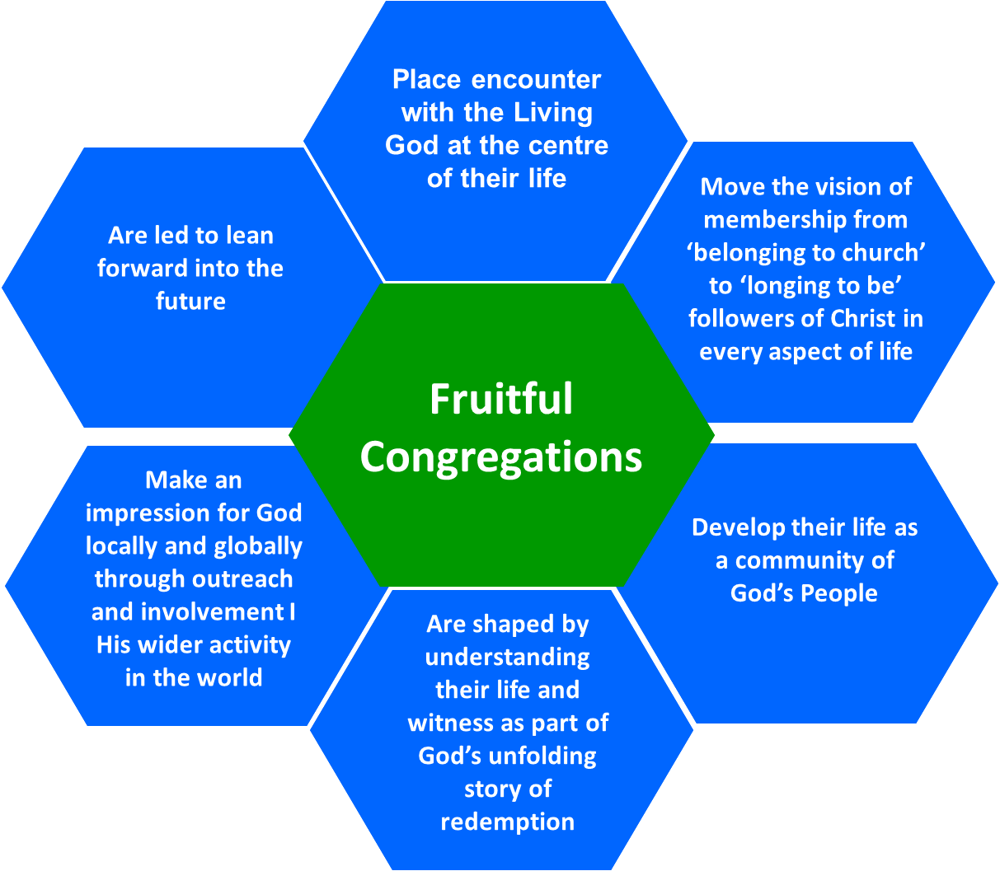 Place encounter
with the Living
God at the centre
of their life
Move the vision of
membership from
‘belonging to church’
to ‘longing to be’
followers of Christ in
every aspect of life
Are led to lean
forward into the
future
Fruitful
Congregations
Make an
impression for God
locally and globally
through outreach
and involvement I
His wider activity
in the world
Develop their life as
a community of
God’s People
Are shaped by
understanding
their life and
witness as part of
God’s unfolding
story of
redemption